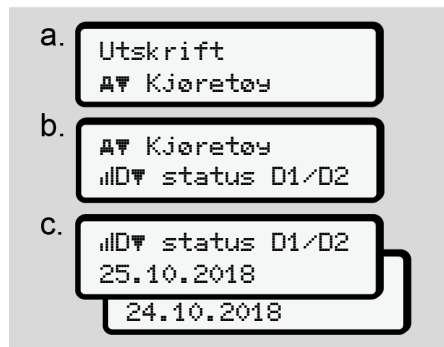 a.
Utskrift
Kjøretøy
b.
Kjøretøy
D▼ status D1/D2
c.
D▼ status D1/D2
25.10.2018
24.10.2018